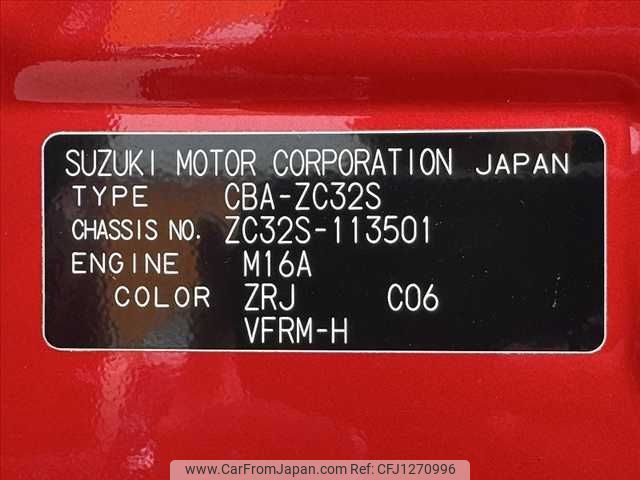 SUZUKI MOTOR CORPORATION JAPAN
TYPE CBA-ZC32S
CHASSIS NO. ZC32S-113501
ENGINE M16A
COLOR ZRJ C06
VFRM-H
www.CarFromJapan.com CFJ1270996